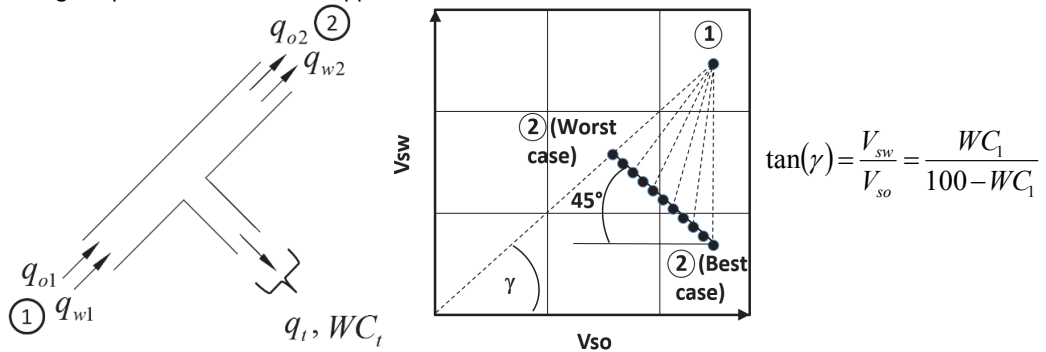 q_{o2} ②
q_{w2}
q_{o1}
① q_{w1}
q_t , WC_t
①
② (Worst
case)
45°
② (Best
case)
γ
Vsw
Vso
tan(γ) = V_{sw} / V_{so} = WC_1 / (100 − WC_1)